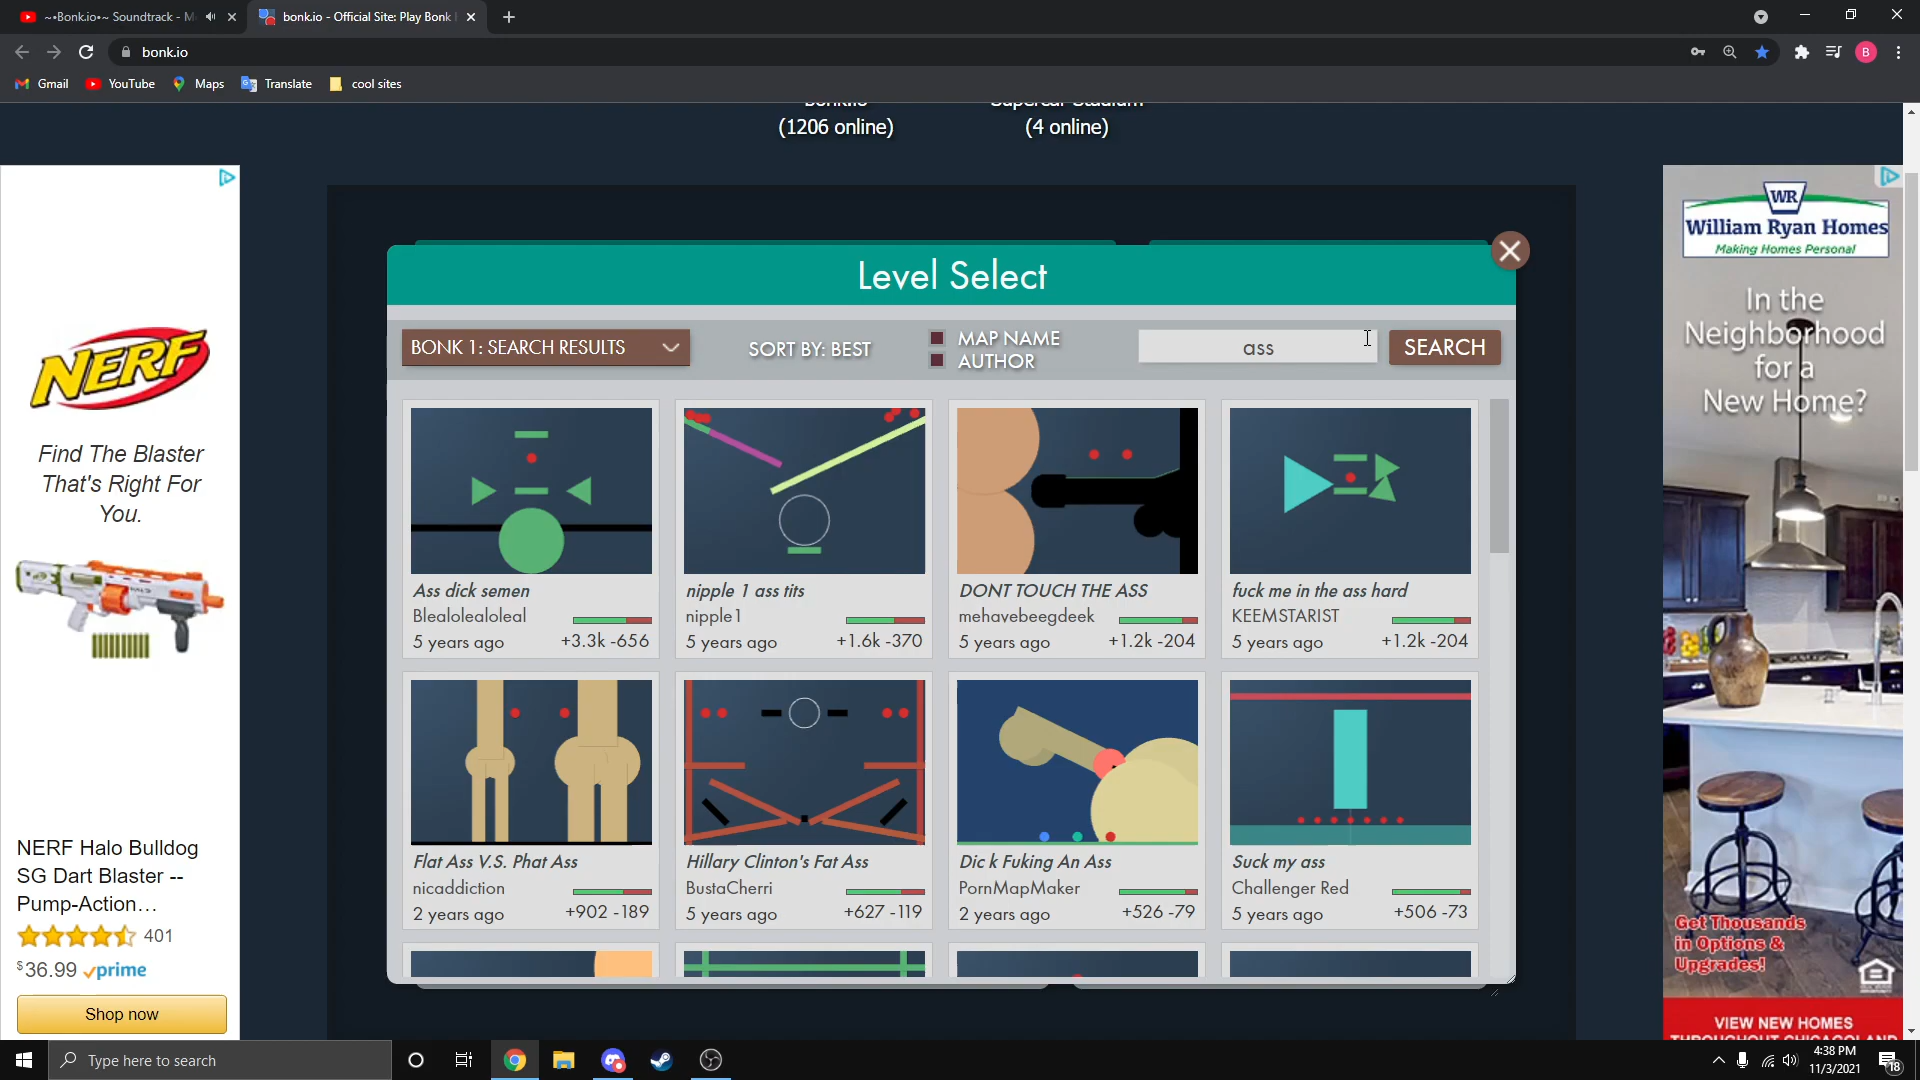 ~•Bonk.io•~ Soundtrack - M
bonk.io - Official Site: Play Bonk
bonk.io
B
Gmail
YouTube
Maps
Translate
cool sites
(1206 online)
(4 online)
NERF
Find The Blaster
That's Right For
You.
NERF Halo Bulldog
SG Dart Blaster --
Pump-Action…
401
$36.99 prime
Shop now
Level Select
BONK 1: SEARCH RESULTS
SORT BY: BEST
MAP NAME
AUTHOR
ass
SEARCH
Ass dick semen
Blealolealoleal
5 years ago +3.3k -656
nipple 1 ass tits
nipple1
5 years ago +1.6k -370
DONT TOUCH THE ASS
mehavebeegdeek
5 years ago +1.2k -204
fuck me in the ass hard
KEEMSTARIST
5 years ago +1.2k -204
Flat Ass V.S. Phat Ass
nicaddiction
2 years ago +902 -189
Hillary Clinton's Fat Ass
BustaCherri
5 years ago +627 -119
Dic k Fuking An Ass
PornMapMaker
2 years ago +526 -79
Suck my ass
Challenger Red
5 years ago +506 -73
WR
William Ryan Homes
Making Homes Personal
In the
Neighborhood
for a
New Home?
Get Thousands
in Options &
Upgrades!
VIEW NEW HOMES
THROUGHOUT CHICAGOLAND
Type here to search
4:38 PM
11/3/2021
18